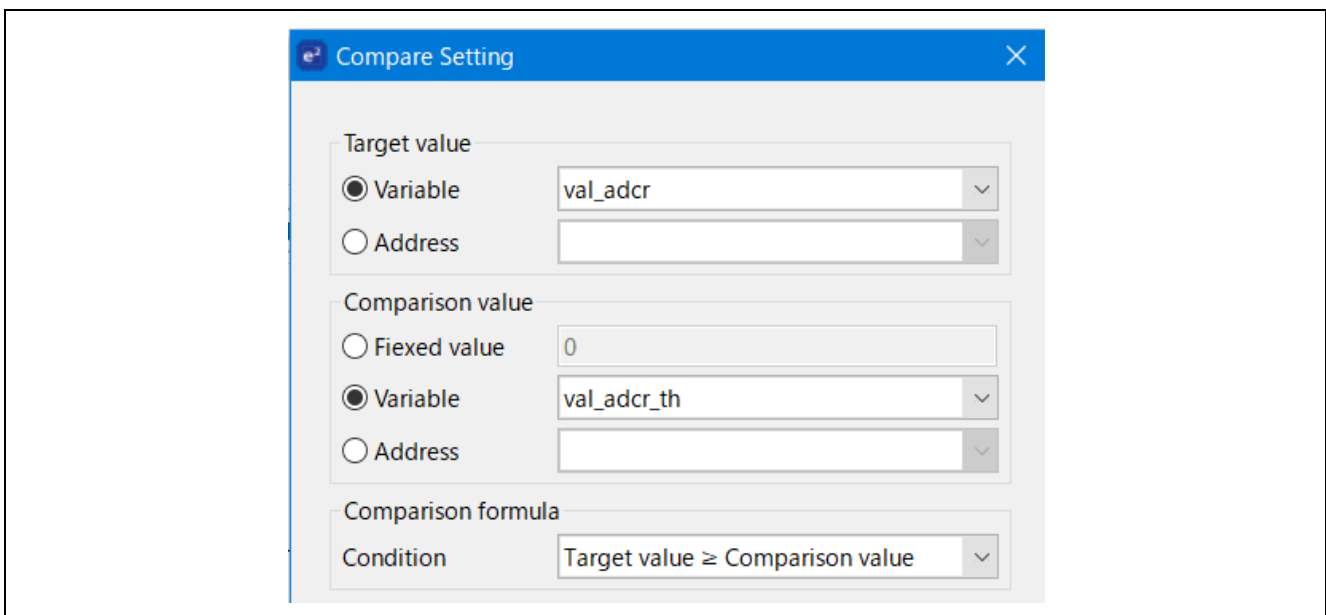 e² Compare Setting
Target value
Variable val_adcr
Address
Comparison value
Fiexed value 0
Variable val_adcr_th
Address
Comparison formula
Condition Target value ≥ Comparison value